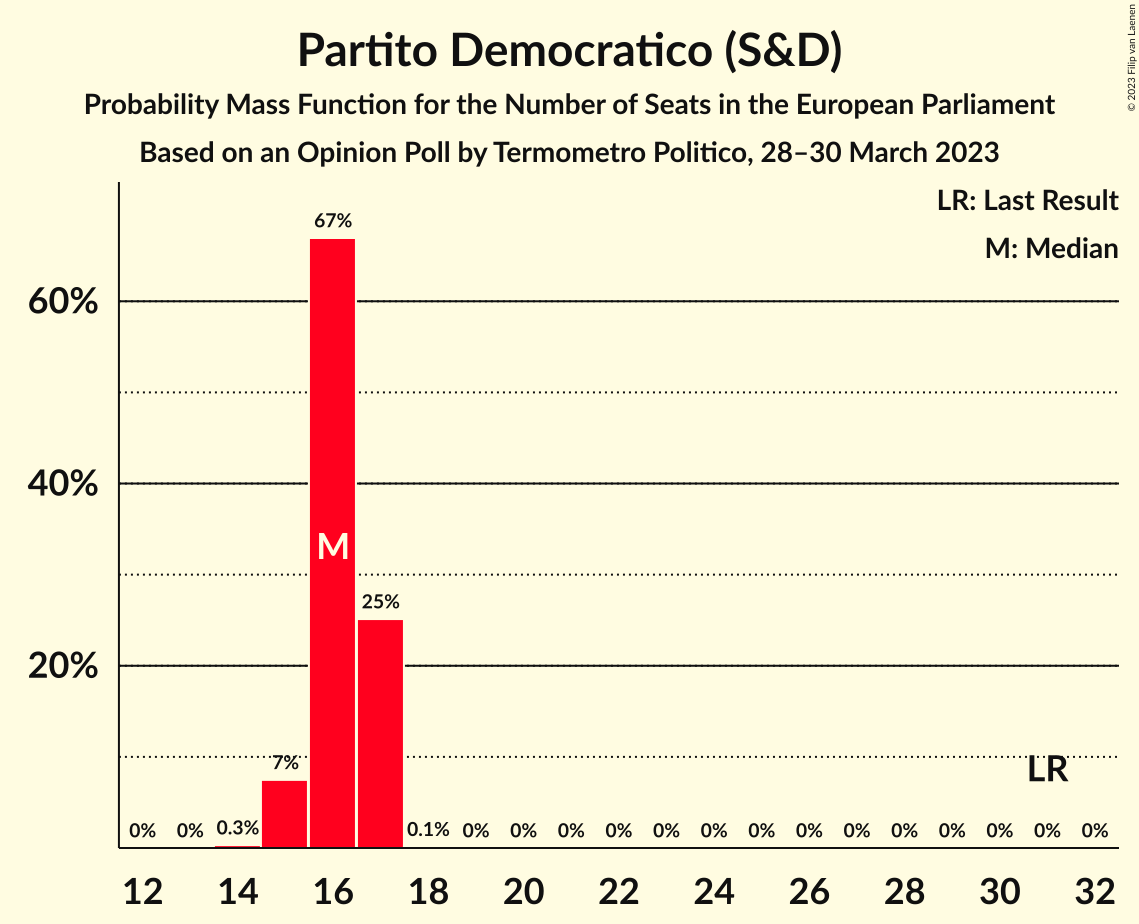 Partito Democratico (S&D)
Probability Mass Function for the Number of Seats in the European Parliament
Based on an Opinion Poll by Termometro Politico, 28–30 March 2023
© 2023 Filip van Laenen
LR: Last Result
M: Median
67%
60%
40%
M
25%
20%
7%
LR
0% 0% 0.3% 0.1% 0% 0% 0% 0% 0% 0% 0% 0% 0% 0% 0% 0% 0% 0%
12 14 16 18 20 22 24 26 28 30 32